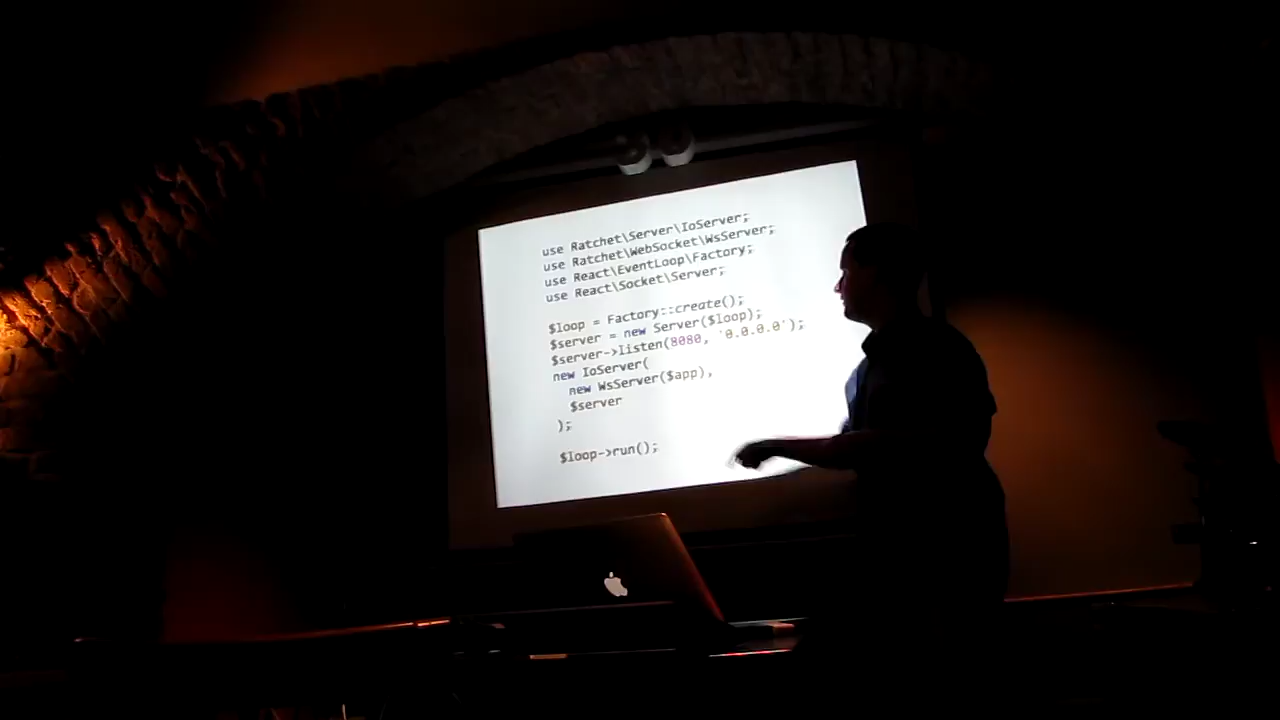 use Ratchet\Server\IoServer;
use Ratchet\WebSocket\WsServer;
use React\EventLoop\Factory;
use React\Socket\Server;
$loop = Factory::create();
$server = new Server($loop);
$server->listen(8080, '0.0.0.0');
new IoServer(
new WsServer($app),
$server
);
$loop->run();